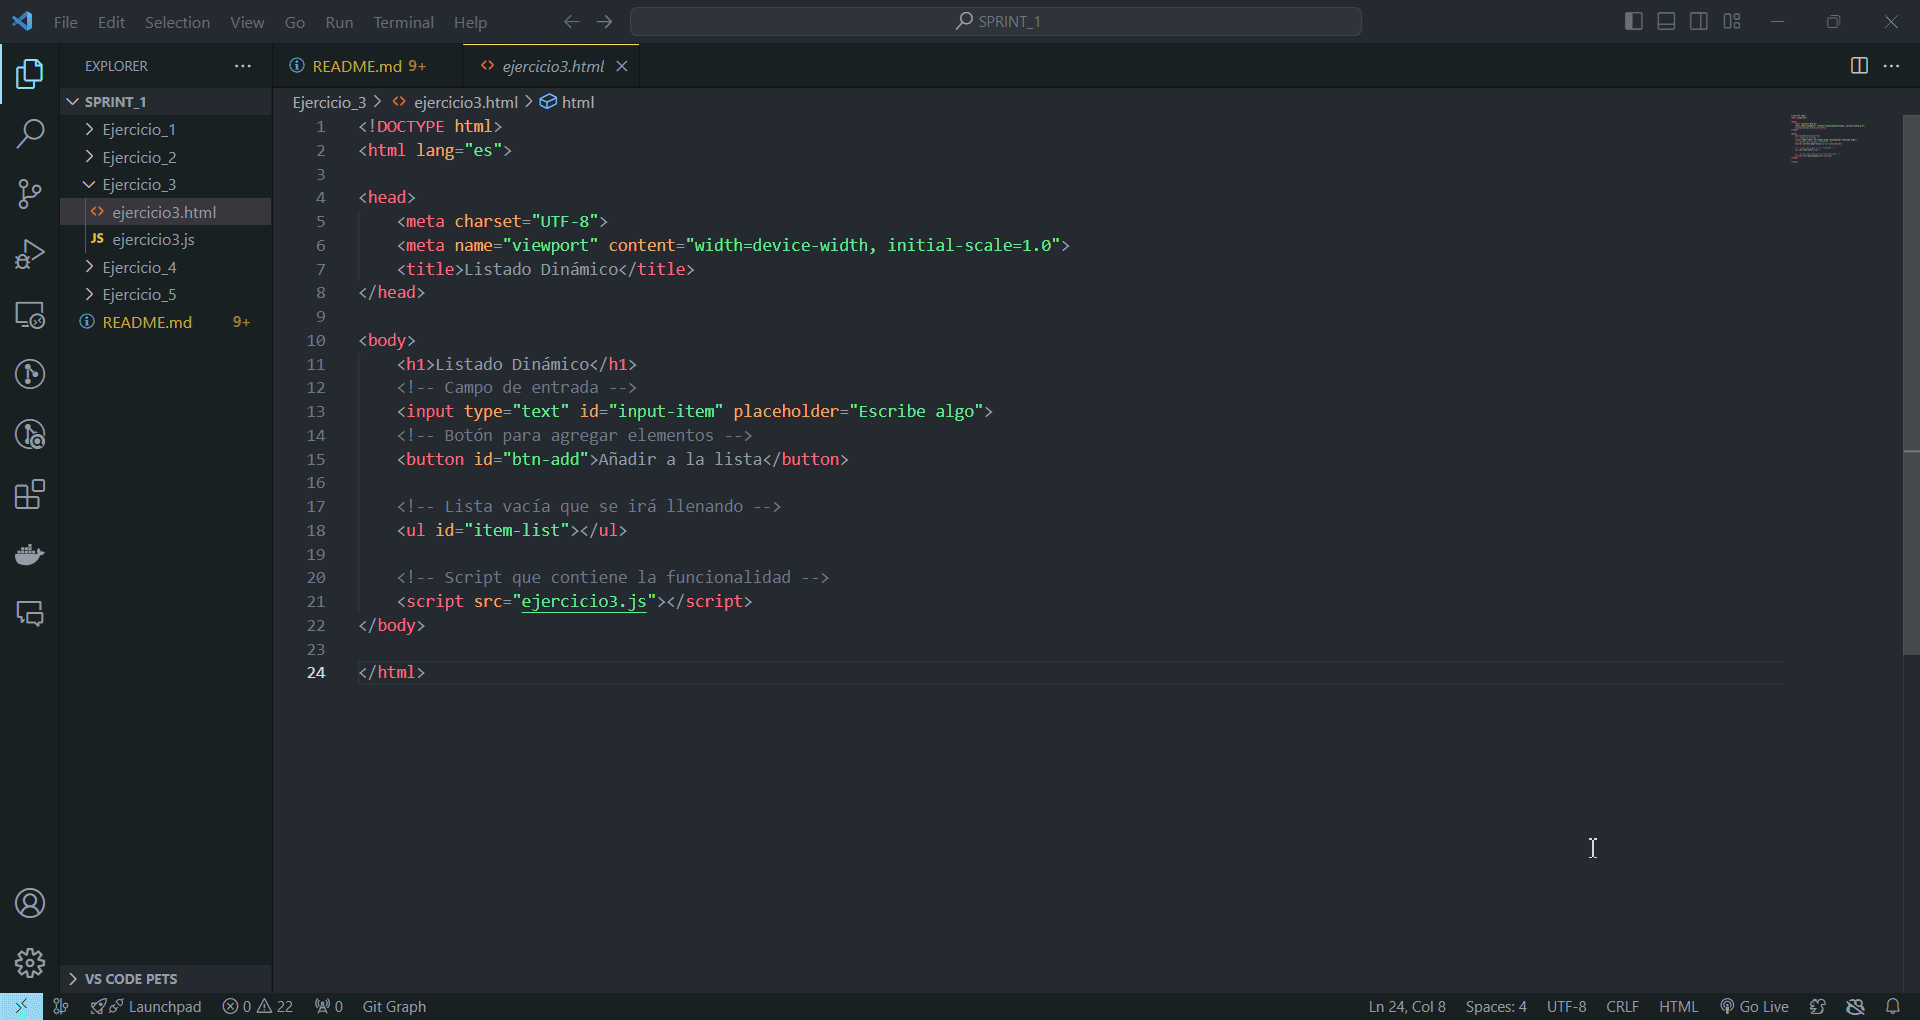 File Edit Selection View Go Run Terminal Help
SPRINT_1
EXPLORER
README.md 9+
ejercicio3.html
SPRINT_1
Ejercicio_1
Ejercicio_2
Ejercicio_3
ejercicio3.html
JS ejercicio3.js
Ejercicio_4
Ejercicio_5
README.md 9+
Ejercicio_3 > ejercicio3.html > html
1 <!DOCTYPE html>
2 <html lang="es">
3
4 <head>
5 <meta charset="UTF-8">
6 <meta name="viewport" content="width=device-width, initial-scale=1.0">
7 <title>Listado Dinámico</title>
8 </head>
9
10 <body>
11 <h1>Listado Dinámico</h1>
12 <!-- Campo de entrada -->
13 <input type="text" id="input-item" placeholder="Escribe algo">
14 <!-- Botón para agregar elementos -->
15 <button id="btn-add">Añadir a la lista</button>
16
17 <!-- Lista vacía que se irá llenando -->
18 <ul id="item-list"></ul>
19
20 <!-- Script que contiene la funcionalidad -->
21 <script src="ejercicio3.js"></script>
22 </body>
23
24 </html>
VS CODE PETS
Launchpad 0 22 0 Git Graph
Ln 24, Col 8 Spaces: 4 UTF-8 CRLF HTML Go Live